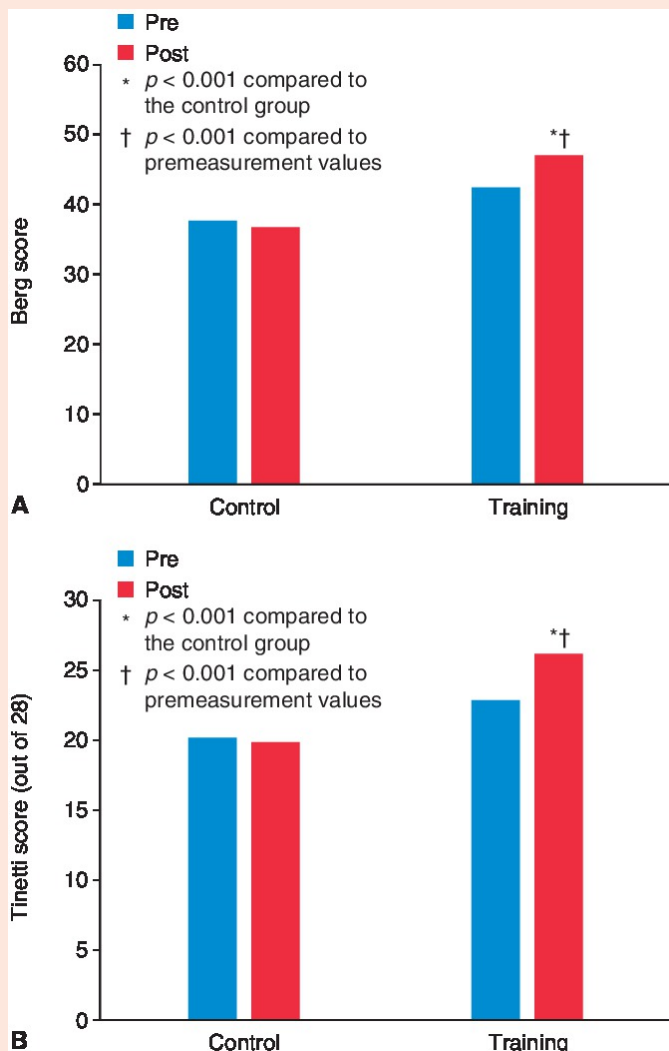 Pre
Post
* p < 0.001 compared to
the control group
† p < 0.001 compared to
premeasurement values
60
50
40
30
20
10
0
Berg score
*†
Control
Training
A
Pre
Post
* p < 0.001 compared to
the control group
† p < 0.001 compared to
premeasurement values
30
25
20
15
10
5
0
Tinetti score (out of 28)
*†
Control
Training
B